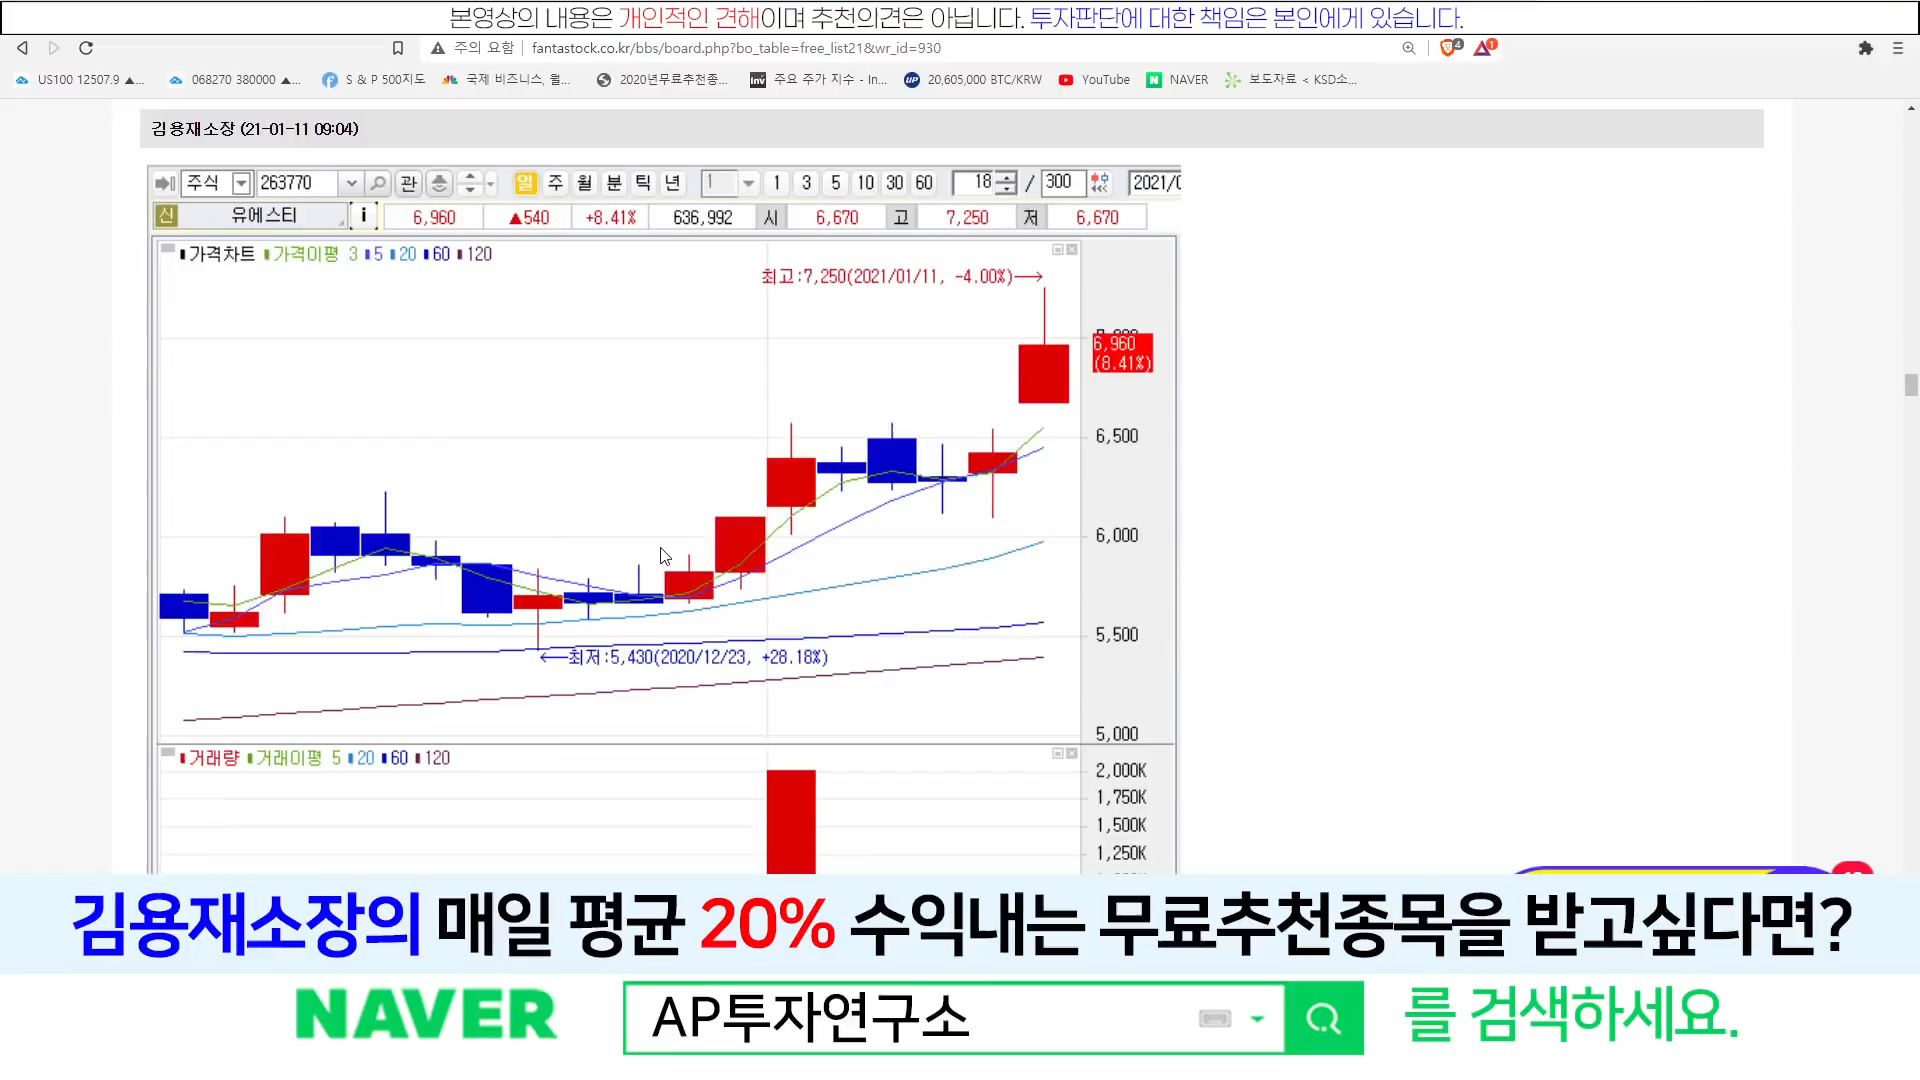 본영상의 내용은 개인적인 견해이며 추천의견은 아닙니다. 투자판단에 대한 책임은 본인에게 있습니다.
주의 요함 fantastock.co.kr/bbs/board.php?bo_table=free_list21&wr_id=930 4 1
US100 12507.9 ▲... 068270 380000 ▲... S & P 500지도 국제 비즈니스, 월... 2020년무료추천종... Inv 주요 주가 지수 - In... UP 20,605,000 BTC/KRW YouTube N NAVER 보도자료 < KSD소...
김용재소장 (21-01-11 09:04)
주식 263770 관 일 주 월 분 틱 년 1 1 3 5 10 30 60 18 / 300 2021/0
신 유에스티 i 6,960 ▲540 +8.41% 636,992 시 6,670 고 7,250 저 6,670
가격차트 가격이평 3 5 20 60 120
최고:7,250(2021/01/11, -4.00%)→
6,960
(8.41%)
6,500
6,000
5,500
←최저:5,430(2020/12/23, +28.18%)
5,000
거래량 거래이평 5 20 60 120
2,000K
1,750K
1,500K
1,250K
김용재소장의 매일 평균 20% 수익내는 무료추천종목을 받고싶다면?
NAVER AP투자연구소 를 검색하세요.